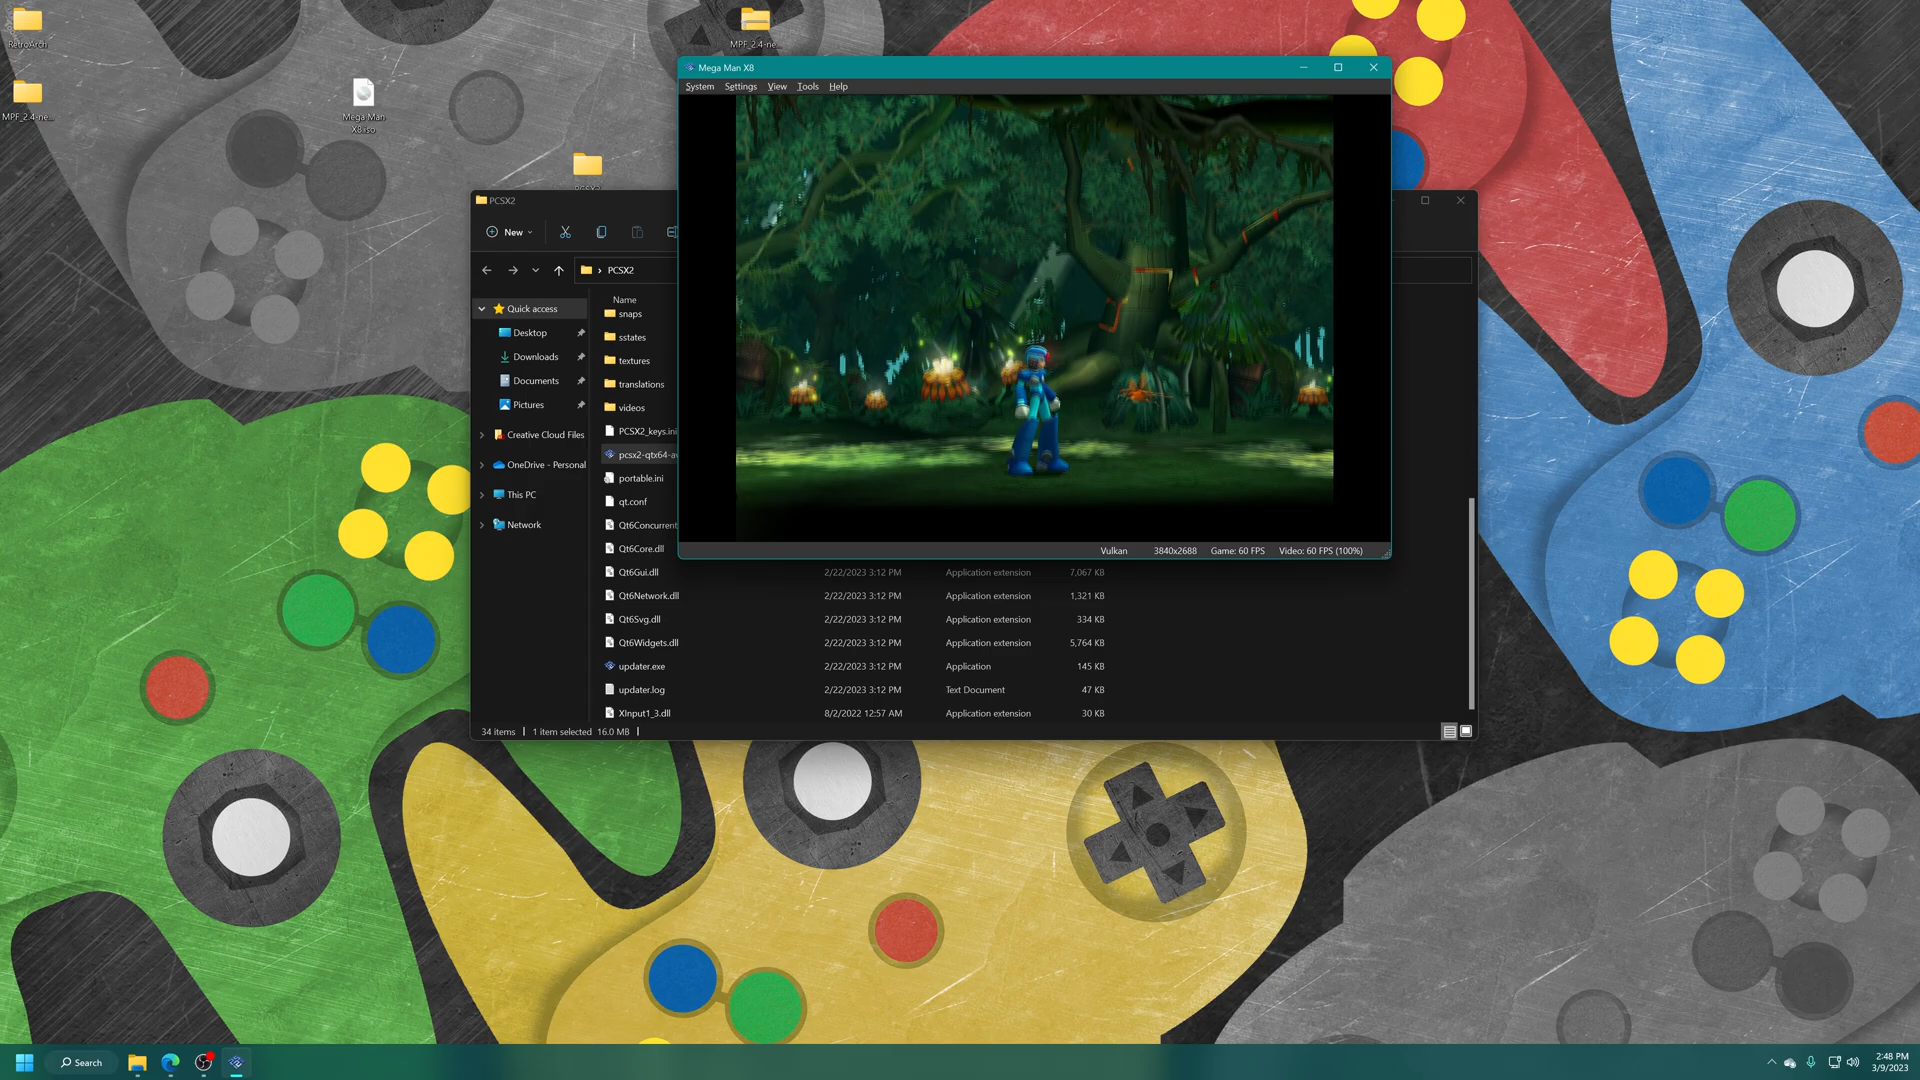 RetroArch
MPF_2.4-ne...
MPF_2.4-ne...
Mega Man
X8.iso
PCSX2
Mega Man X8
System Settings View Tools Help
PCSX2
New
PCSX2
Name
Quick access
Desktop
Downloads
Documents
Pictures
Creative Cloud Files
OneDrive - Personal
This PC
Network
snaps
sstates
textures
translations
videos
PCSX2_keys.ini
pcsx2-qtx64-av
portable.ini
qt.conf
Qt6Concurrent
Qt6Core.dll
Vulkan 3840x2688 Game: 60 FPS Video: 60 FPS (100%)
Qt6Gui.dll 2/22/2023 3:12 PM Application extension 7,067 KB
Qt6Network.dll 2/22/2023 3:12 PM Application extension 1,321 KB
Qt6Svg.dll 2/22/2023 3:12 PM Application extension 334 KB
Qt6Widgets.dll 2/22/2023 3:12 PM Application extension 5,764 KB
updater.exe 2/22/2023 3:12 PM Application 145 KB
updater.log 2/22/2023 3:12 PM Text Document 47 KB
XInput1_3.dll 8/2/2022 12:57 AM Application extension 30 KB
34 items 1 item selected 16.0 MB
Search
2:48 PM
3/9/2023